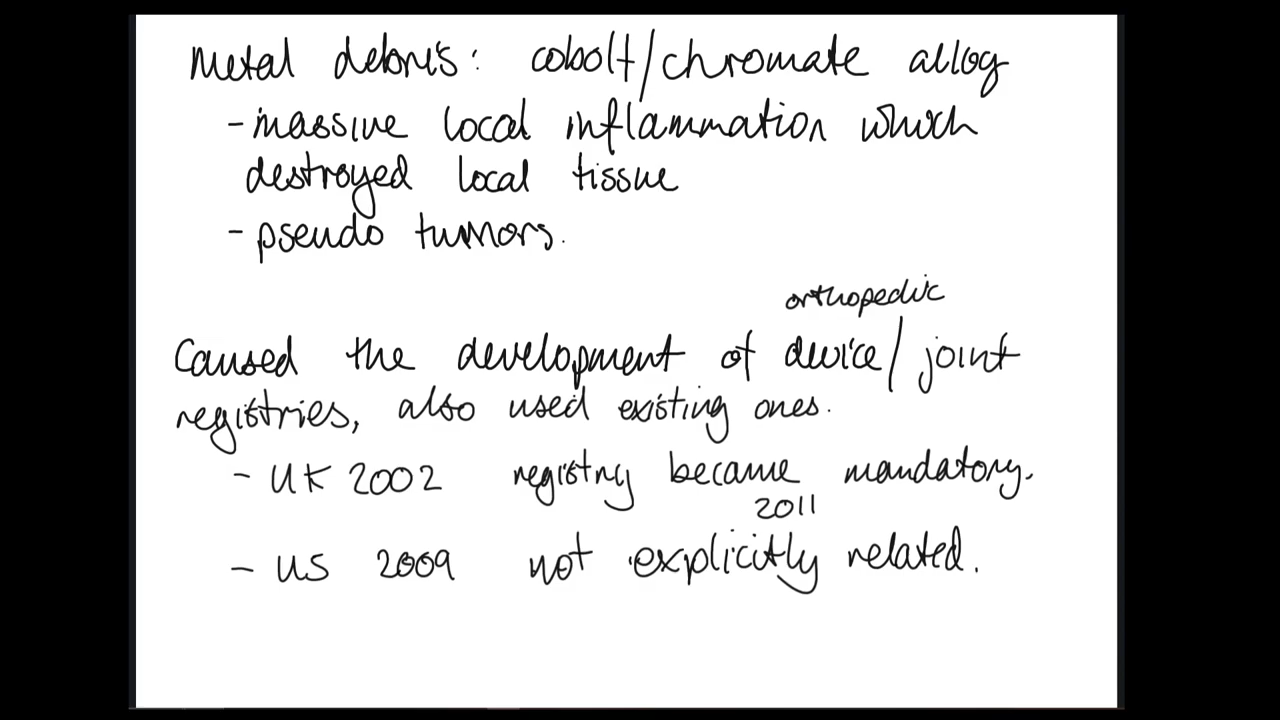 Metal debris: cobolt/chromate alloy
- massive local inflammation which
destroyed local tissue
- pseudo tumors.
orthopedic
Caused the development of device/joint
registries, also used existing ones.
- UK 2002 registry became mandatory.
2011
- US 2009 not explicitly related.